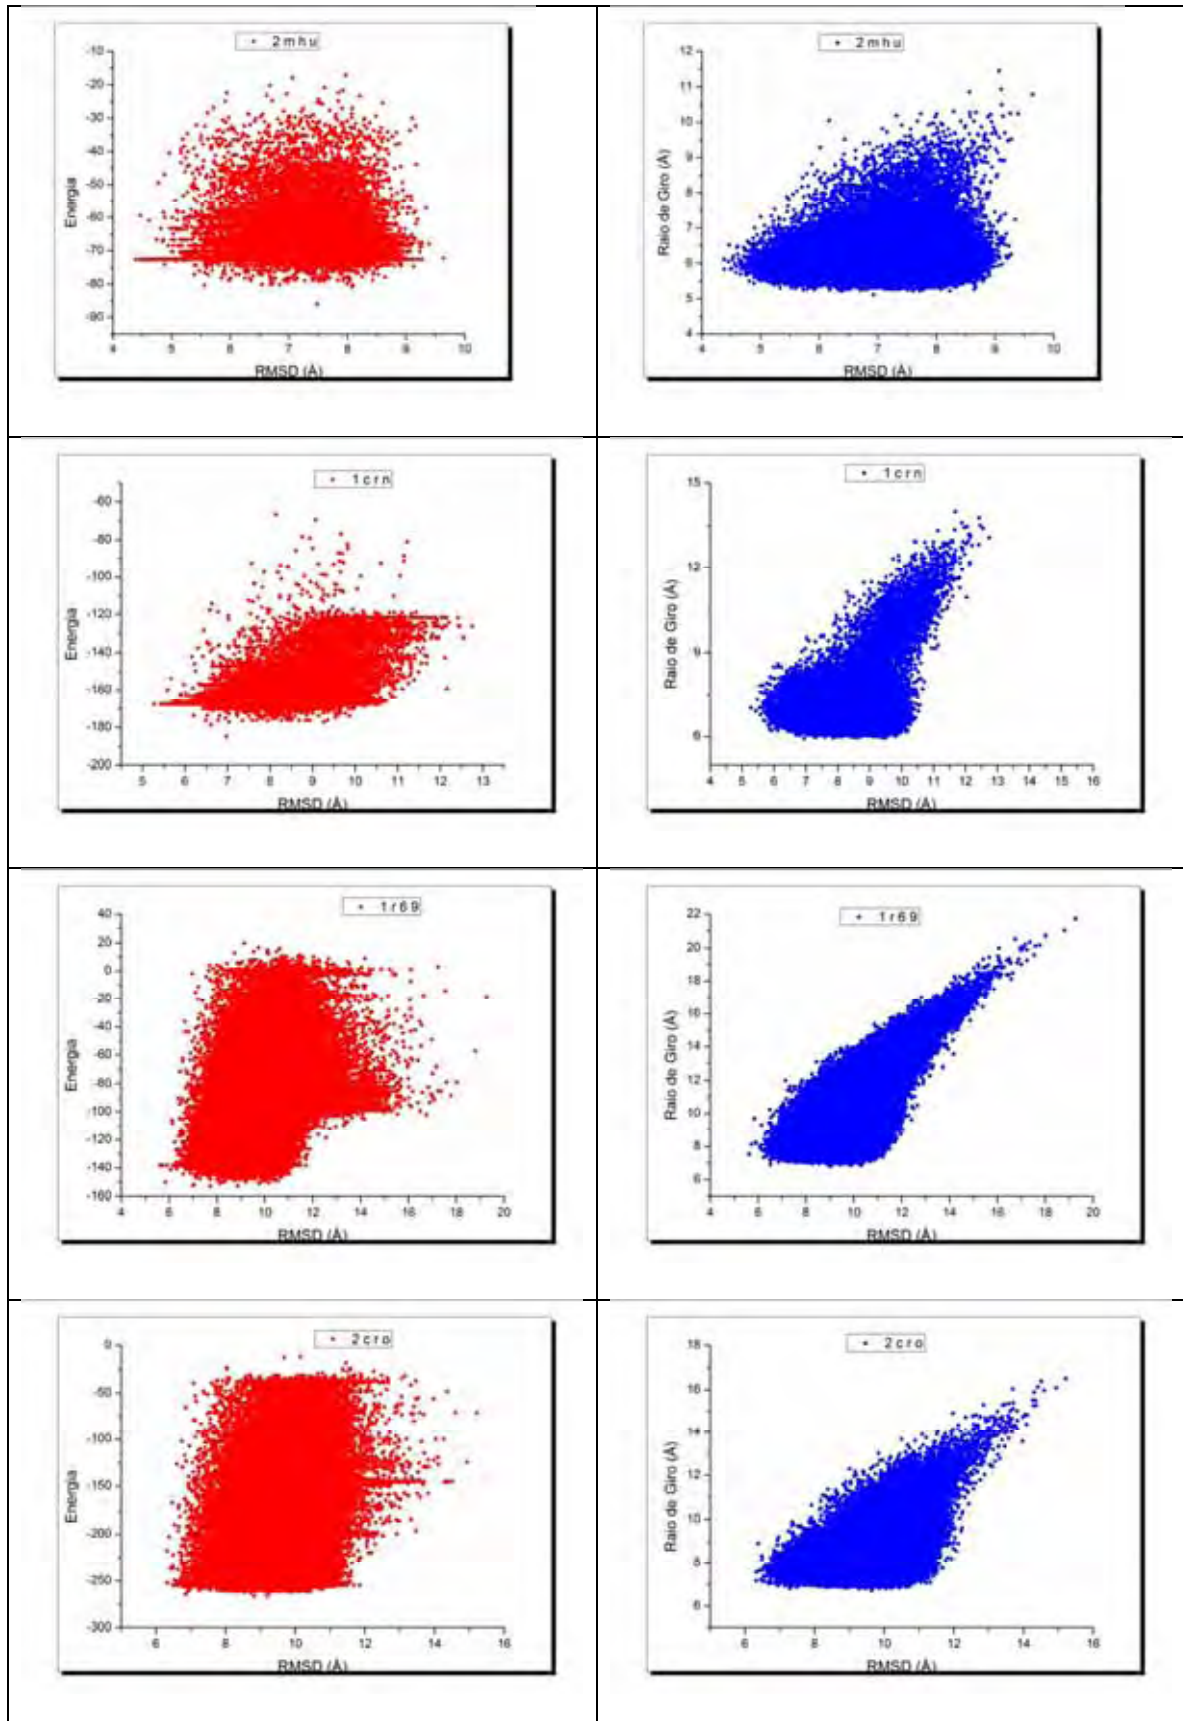 2mhu
-10
-20
-30
-40
-50
-60
-70
-80
-90
Energia
4 5 6 7 8 9 10
RMSD (Å)
2mhu
12
11
10
9
8
7
6
5
4
Raio de Giro (Å)
4 5 6 7 8 9 10
RMSD (Å)
1crn
-60
-80
-100
-120
-140
-160
-180
-200
Energia
5 6 7 8 9 10 11 12 13
RMSD (Å)
1crn
15
12
9
6
Raio de Giro (Å)
4 5 6 7 8 9 10 11 12 13 14 15 16
RMSD (Å)
1r69
40
20
0
-20
-40
-60
-80
-100
-120
-140
-160
Energia
4 6 8 10 12 14 16 18 20
RMSD (Å)
1r69
22
20
18
16
14
12
10
8
6
Raio de Giro (Å)
4 6 8 10 12 14 16 18 20
RMSD (Å)
2cro
0
-50
-100
-150
-200
-250
-300
Energia
6 8 10 12 14 16
RMSD (Å)
2cro
18
16
14
12
10
8
6
Raio de Giro (Å)
6 8 10 12 14 16
RMSD (Å)